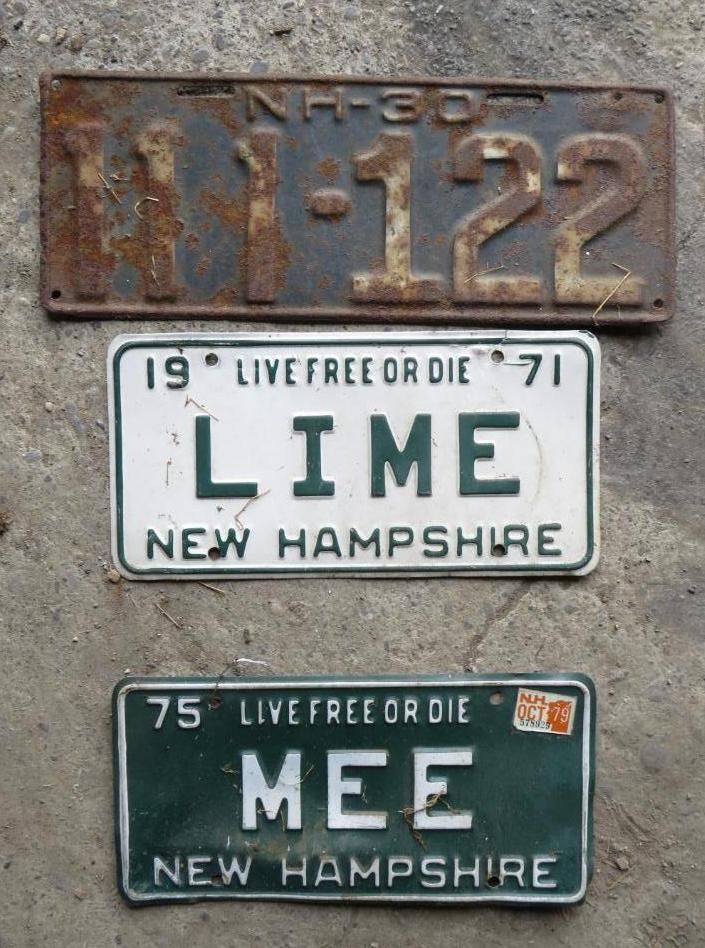 NH-30
111-122
19 LIVE FREE OR DIE 71
LIME
NEW HAMPSHIRE
75 LIVE FREE OR DIE
N.H.
OCT 79
MEE
NEW HAMPSHIRE